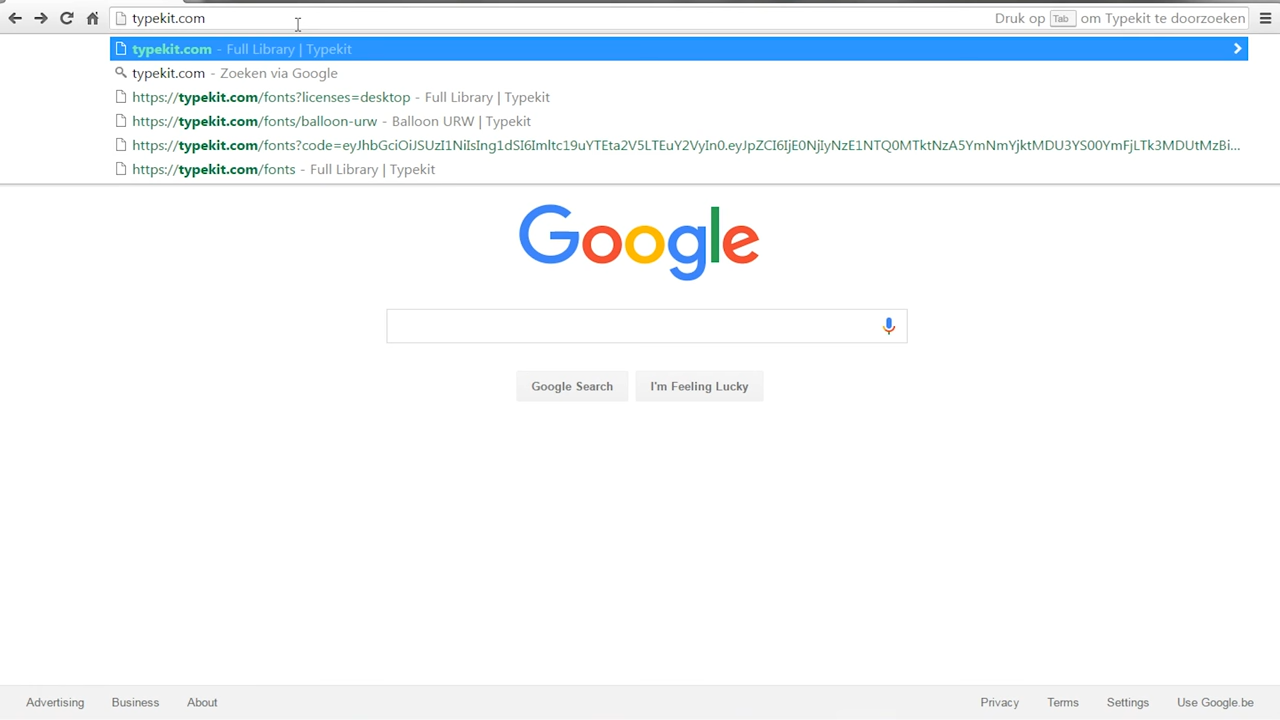 typekit.com Druk op Tab om Typekit te doorzoeken
typekit.com - Full Library | Typekit
typekit.com - Zoeken via Google
https://typekit.com/fonts?licenses=desktop - Full Library | Typekit
https://typekit.com/fonts/balloon-urw - Balloon URW | Typekit
https://typekit.com/fonts?code=
https://typekit.com/fonts - Full Library | Typekit
Google
Google Search I'm Feeling Lucky
Advertising Business About Privacy Terms Settings Use Google.be